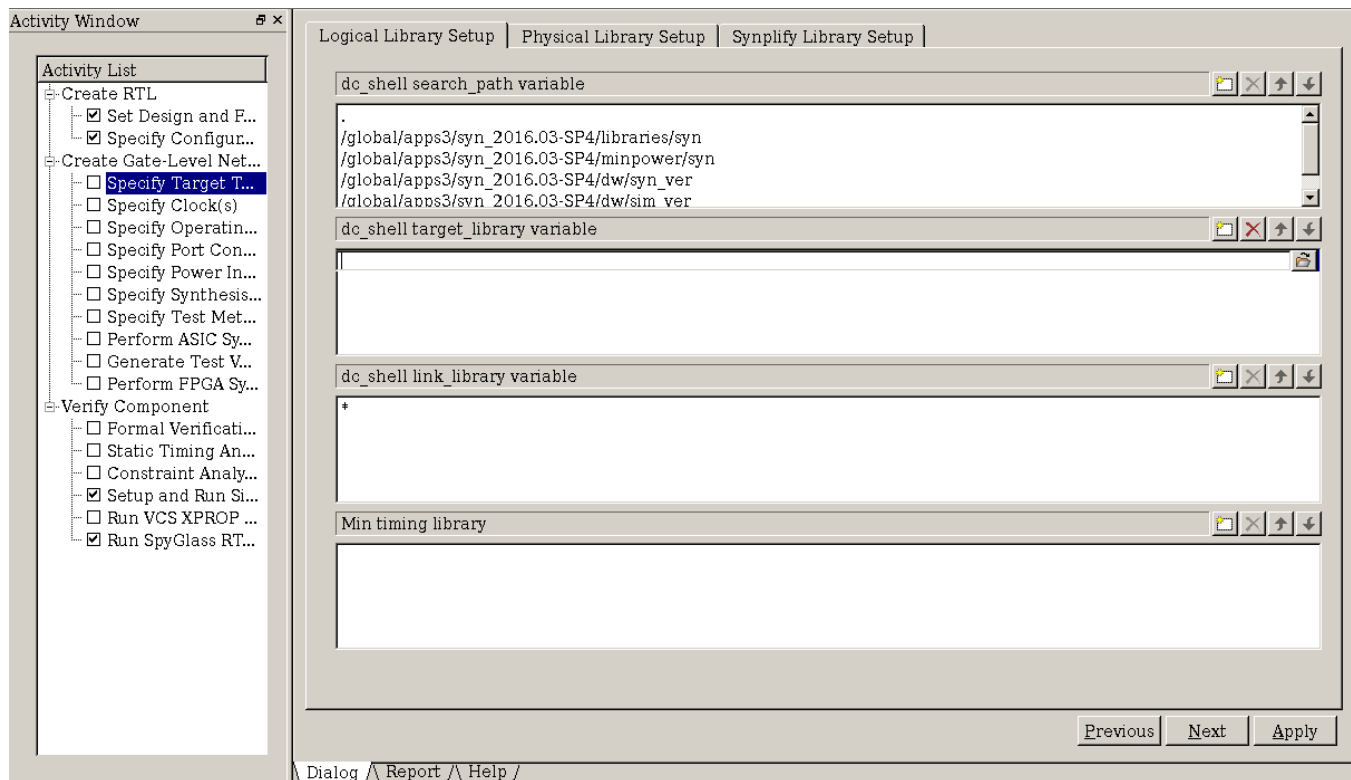 Activity Window
Activity List
Create RTL
Set Design and F...
Specify Configur...
Create Gate-Level Net...
Specify Target T...
Specify Clock(s)
Specify Operatin...
Specify Port Con...
Specify Power In...
Specify Synthesis...
Specify Test Met...
Perform ASIC Sy...
Generate Test V...
Perform FPGA Sy...
Verify Component
Formal Verificati...
Static Timing An...
Constraint Analy...
Setup and Run Si...
Run VCS XPROP ...
Run SpyGlass RT...
Logical Library Setup
Physical Library Setup
Synplify Library Setup
dc_shell search_path variable
.
/global/apps3/syn_2016.03-SP4/libraries/syn
/global/apps3/syn_2016.03-SP4/minpower/syn
/global/apps3/syn_2016.03-SP4/dw/syn_ver
/global/apps3/syn_2016.03-SP4/dw/sim_ver
dc_shell target_library variable
dc_shell link_library variable
*
Min timing library
Previous
Next
Apply
Dialog
Report
Help